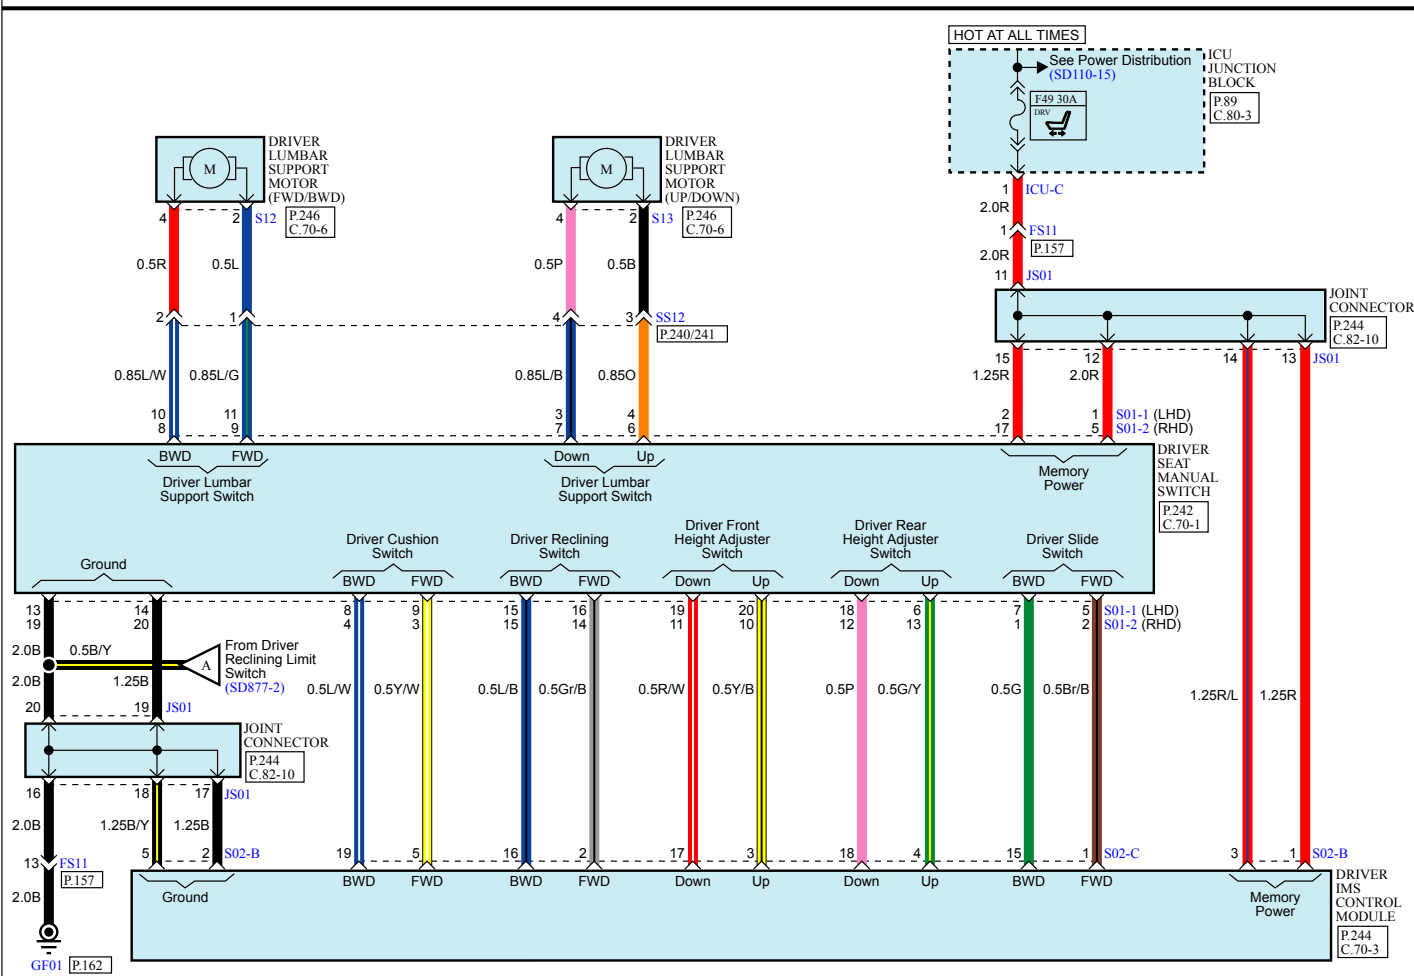 HOT AT ALL TIMES
See Power Distribution
(SD110-15)
ICU
JUNCTION
BLOCK
P.89
C.80-3
F49 30A
DRV
1 ICU-C
2.0R
1 FS11
P.157
2.0R
11 JS01
M
DRIVER
LUMBAR
SUPPORT
MOTOR
(FWD/BWD)
P.246
C.70-6
4 2 S12
0.5R 0.5L
M
DRIVER
LUMBAR
SUPPORT
MOTOR
(UP/DOWN)
P.246
C.70-6
4 2 S13
0.5P 0.5B
2 1 4 3 SS12
P.240/241
JOINT
CONNECTOR
P.244
C.82-10
15 12 14 13 JS01
0.85L/W 0.85L/G 0.85L/B 0.85O 1.25R 2.0R
10 11 3 4 2 1 S01-1 (LHD)
8 9 7 6 17 5 S01-2 (RHD)
BWD FWD
Driver Lumbar
Support Switch
Down Up
Driver Lumbar
Support Switch
Memory
Power
DRIVER
SEAT
MANUAL
SWITCH
P.242
C.70-1
Ground
Driver Cushion
Switch
BWD FWD
Driver Reclining
Switch
BWD FWD
Driver Front
Height Adjuster
Switch
Down Up
Driver Rear
Height Adjuster
Switch
Down Up
Driver Slide
Switch
BWD FWD
13 14 8 9 15 16 19 20 18 6 7 5 S01-1 (LHD)
19 20 4 3 15 14 11 10 12 13 1 2 S01-2 (RHD)
2.0B 0.5B/Y
A
From Driver
Reclining Limit
Switch
(SD877-2)
2.0B 1.25B
0.5L/W 0.5Y/W 0.5L/B 0.5Gr/B 0.5R/W 0.5Y/B 0.5P 0.5G/Y 0.5G 0.5Br/B 1.25R/L 1.25R
20 19 JS01
JOINT
CONNECTOR
P.244
C.82-10
16 18 17 JS01
2.0B 1.25B/Y 1.25B
13 FS11
P.157
2.0B
GF01 P.162
5 2 S02-B 19 5 16 2 17 3 18 4 15 1 S02-C 3 1 S02-B
Ground
BWD FWD BWD FWD Down Up Down Up BWD FWD
Memory
Power
DRIVER
IMS
CONTROL
MODULE
P.244
C.70-3